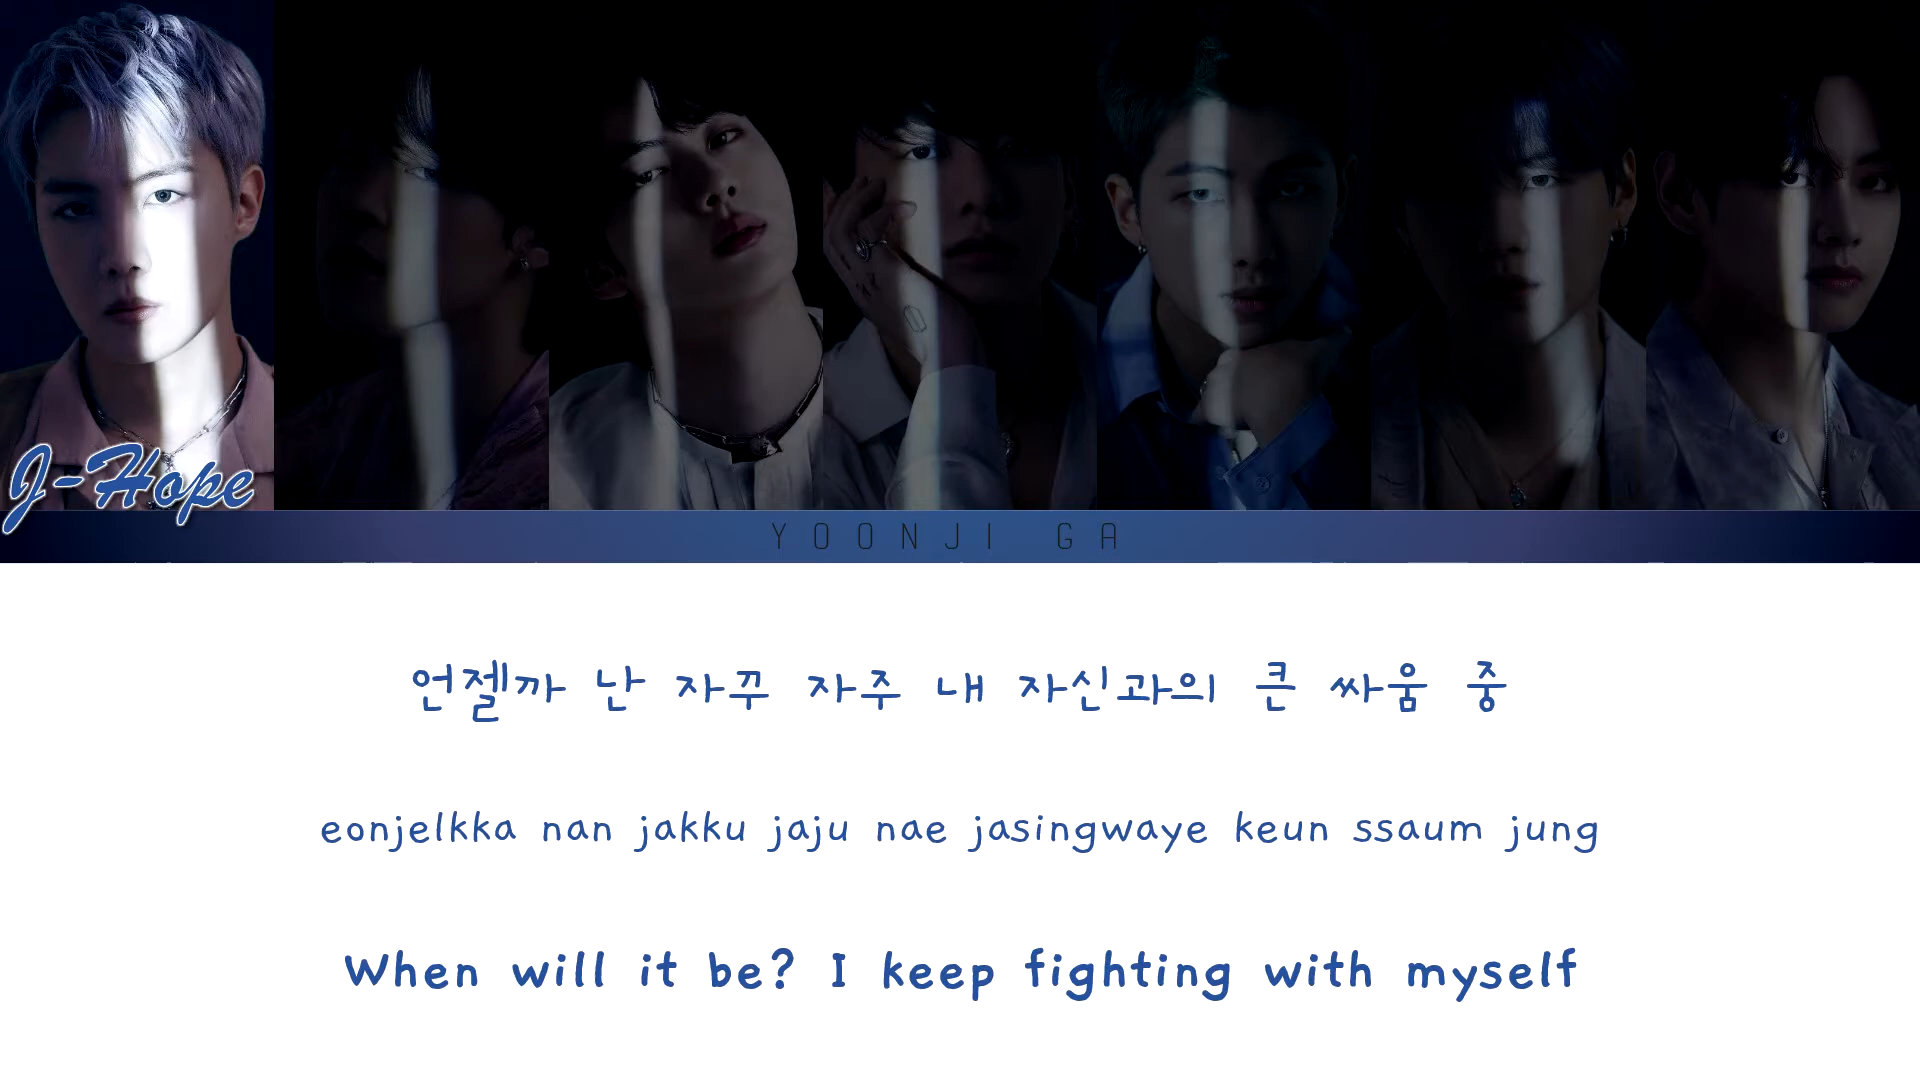 J-Hope
YOONJI GA
언젤까 난 자꾸 자주 내 자신과의 큰 싸움 중
eonjelkka nan jakku jaju nae jasingwaye keun ssaum jung
When will it be? I keep fighting with myself